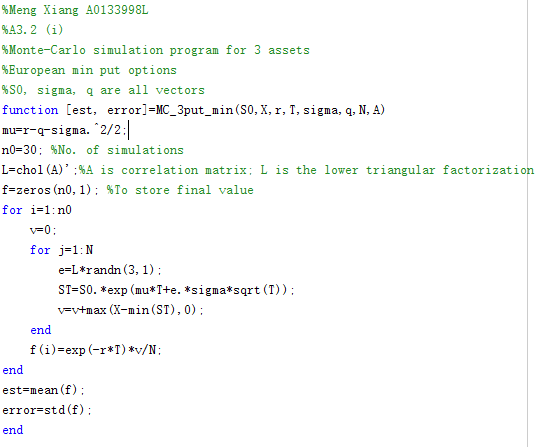 %Meng Xiang A0133998L
%A3.2 (i)
%Monte-Carlo simulation program for 3 assets
%European min put options
%S0, sigma, q are all vectors
function [est, error]=MC_3put_min(S0,X,r,T,sigma,q,N,A)
mu=r-q-sigma.^2/2;
n0=30; %No. of simulations
L=chol(A)';%A is correlation matrix; L is the lower triangular factorization
f=zeros(n0,1); %To store final value
for i=1:n0
    v=0;
    for j=1:N
        e=L*randn(3,1);
        ST=S0.*exp(mu*T+e.*sigma*sqrt(T));
        v=v+max(X-min(ST),0);
    end
    f(i)=exp(-r*T)*v/N;
end
est=mean(f);
error=std(f);
end